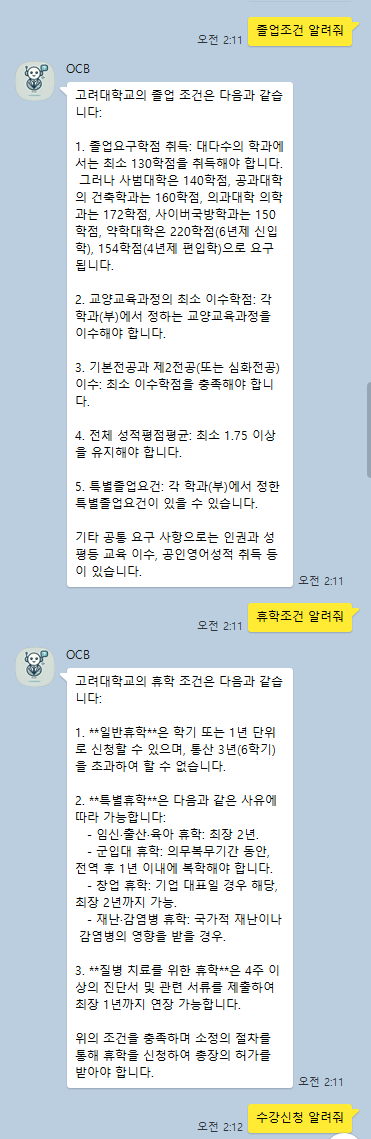 졸업조건 알려줘
오전 2:11
OCB
고려대학교의 졸업 조건은 다음과 같습
니다:
1. 졸업요구학점 취득: 대다수의 학과에
서는 최소 130학점을 취득해야 합니다.
그러나 사범대학은 140학점, 공과대학
의 건축학과는 160학점, 의과대학 의학
과는 172학점, 사이버국방학과는 150
학점, 약학대학은 220학점(6년제 신입
학), 154학점(4년제 편입학)으로 요구
됩니다.
2. 교양교육과정의 최소 이수학점: 각
학과(부)에서 정하는 교양교육과정을
이수해야 합니다.
3. 기본전공과 제2전공(또는 심화전공)
이수: 최소 이수학점을 충족해야 합니
다.
4. 전체 성적평점평균: 최소 1.75 이상
을 유지해야 합니다.
5. 특별졸업요건: 각 학과(부)에서 정한
특별졸업요건이 있을 수 있습니다.
기타 공통 요구 사항으로는 인권과 성
평등 교육 이수, 공인영어성적 취득 등
이 있습니다.
오전 2:11
휴학조건 알려줘
오전 2:11
OCB
고려대학교의 휴학 조건은 다음과 같습
니다:
1. **일반휴학**은 학기 또는 1년 단위
로 신청할 수 있으며, 통산 3년(6학기)
을 초과하여 할 수 없습니다.
2. **특별휴학**은 다음과 같은 사유에
따라 가능합니다:
- 임신·출산·육아 휴학: 최장 2년.
- 군입대 휴학: 의무복무기간 동안,
전역 후 1년 이내에 복학해야 합니다.
- 창업 휴학: 기업 대표일 경우 해당,
최장 2년까지 가능.
- 재난·감염병 휴학: 국가적 재난이나
감염병의 영향을 받을 경우.
3. **질병 치료를 위한 휴학**은 4주 이
상의 진단서 및 관련 서류를 제출하여
최장 1년까지 연장 가능합니다.
위의 조건을 충족하며 소정의 절차를
통해 휴학을 신청하여 총장의 허가를
받아야 합니다.
오전 2:11
수강신청 알려줘
오전 2:12